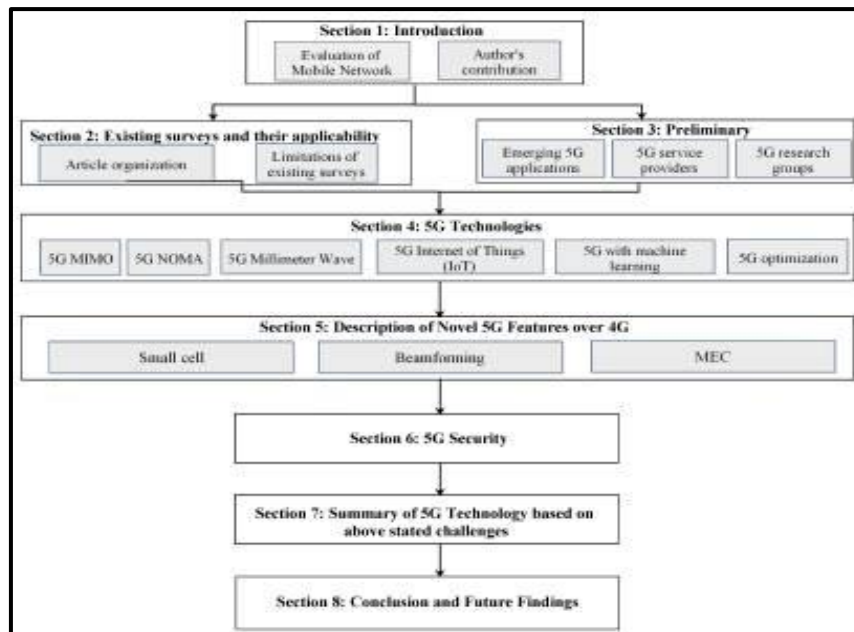 Section 1: Introduction
Evaluation of
Mobile Network
Author's
contribution
Section 2: Existing surveys and their applicability
Article organization
Limitations of
existing surveys
Section 3: Preliminary
Emerging 5G
applications
5G service
providers
5G research
groups
Section 4: 5G Technologies
5G MIMO
5G NOMA
5G Millimeter Wave
5G Internet of Things
(IoT)
5G with machine
learning
5G optimization
Section 5: Description of Novel 5G Features over 4G
Small cell
Beamforming
MEC
Section 6: 5G Security
Section 7: Summary of 5G Technology based on
above stated challenges
Section 8: Conclusion and Future Findings